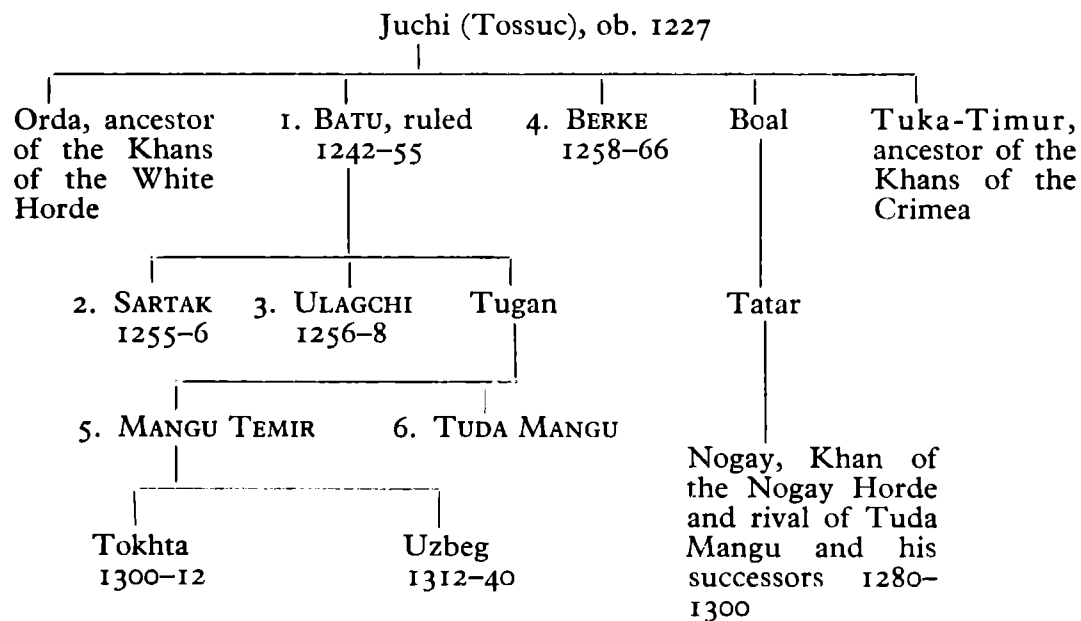 Juchi (Tossuc), ob. 1227
Orda, ancestor
of the Khans
of the White
Horde
1. BATU, ruled
1242–55
4. BERKE
1258–66
Boal
Tuka-Timur,
ancestor of the
Khans of the
Crimea
2. SARTAK
1255–6
3. ULAGCHI
1256–8
Tugan
Tatar
5. MANGU TEMIR
6. TUDA MANGU
Nogay, Khan of
the Nogay Horde
and rival of Tuda
Mangu and his
successors 1280–
1300
Tokhta
1300–12
Uzbeg
1312–40